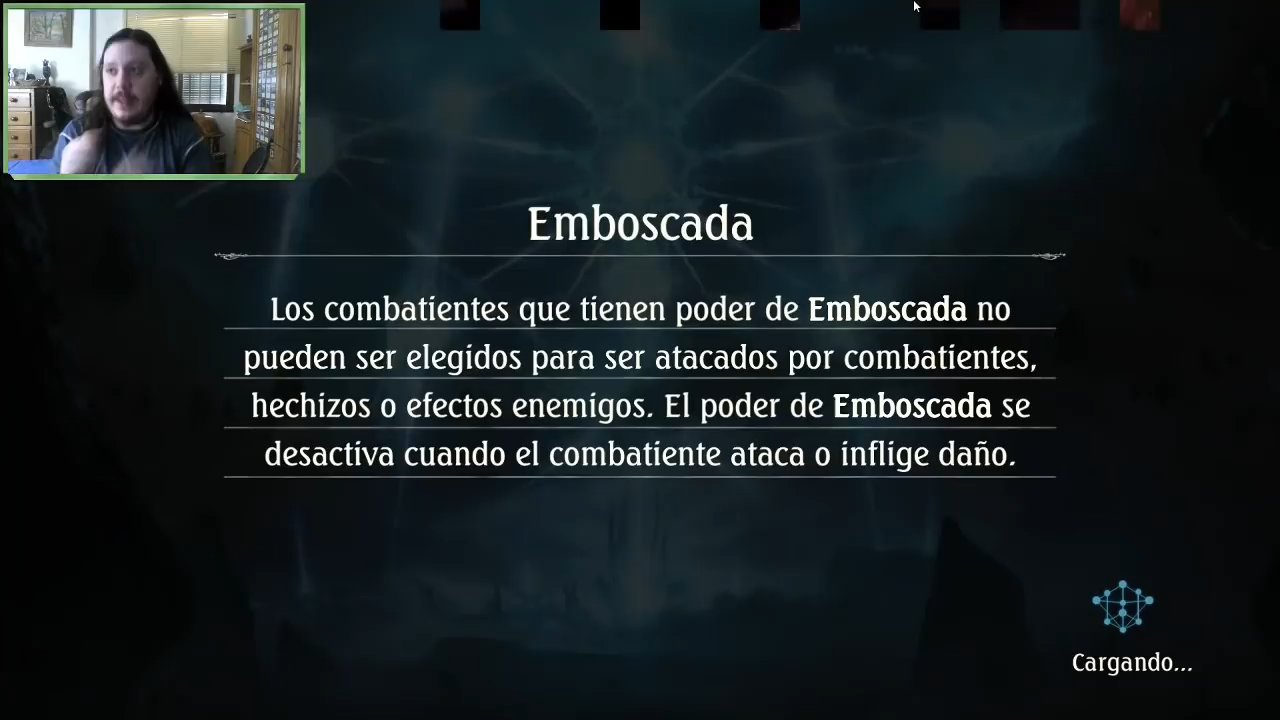 Emboscada
Los combatientes que tienen poder de Emboscada no
pueden ser elegidos para ser atacados por combatientes,
hechizos o efectos enemigos. El poder de Emboscada se
desactiva cuando el combatiente ataca o inflige daño.
Cargando...